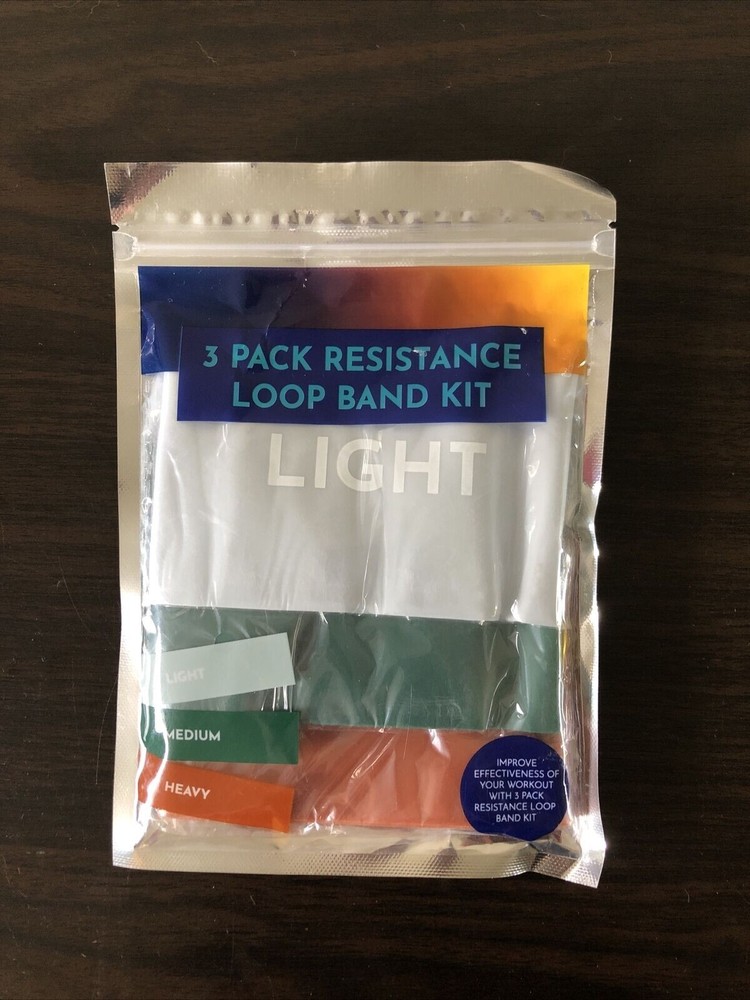 3 PACK RESISTANCE
LOOP BAND KIT
LIGHT
LIGHT
MEDIUM
HEAVY
IMPROVE
EFFECTIVENESS OF
YOUR WORKOUT
WITH 3 PACK
RESISTANCE LOOP
BAND KIT